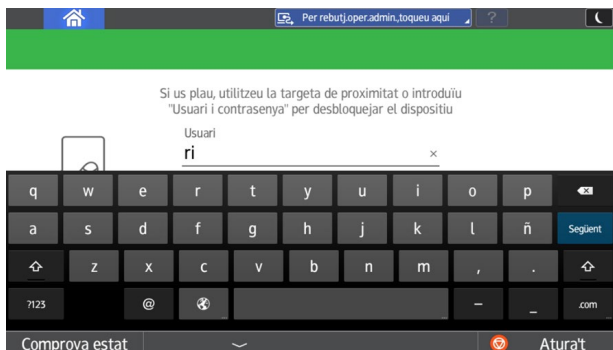 Per rebutj.oper.admin.,toqueu aquí
?
Si us plau, utilitzeu la targeta de proximitat o introduïu
"Usuari i contrasenya" per desbloquejar el dispositiu
Usuari
ri
×
q w e r t y u i o p
a s d f g h j k l ñ Següent
z x c v b n m , .
?123 @ – _ .com
Comprova estat Atura't